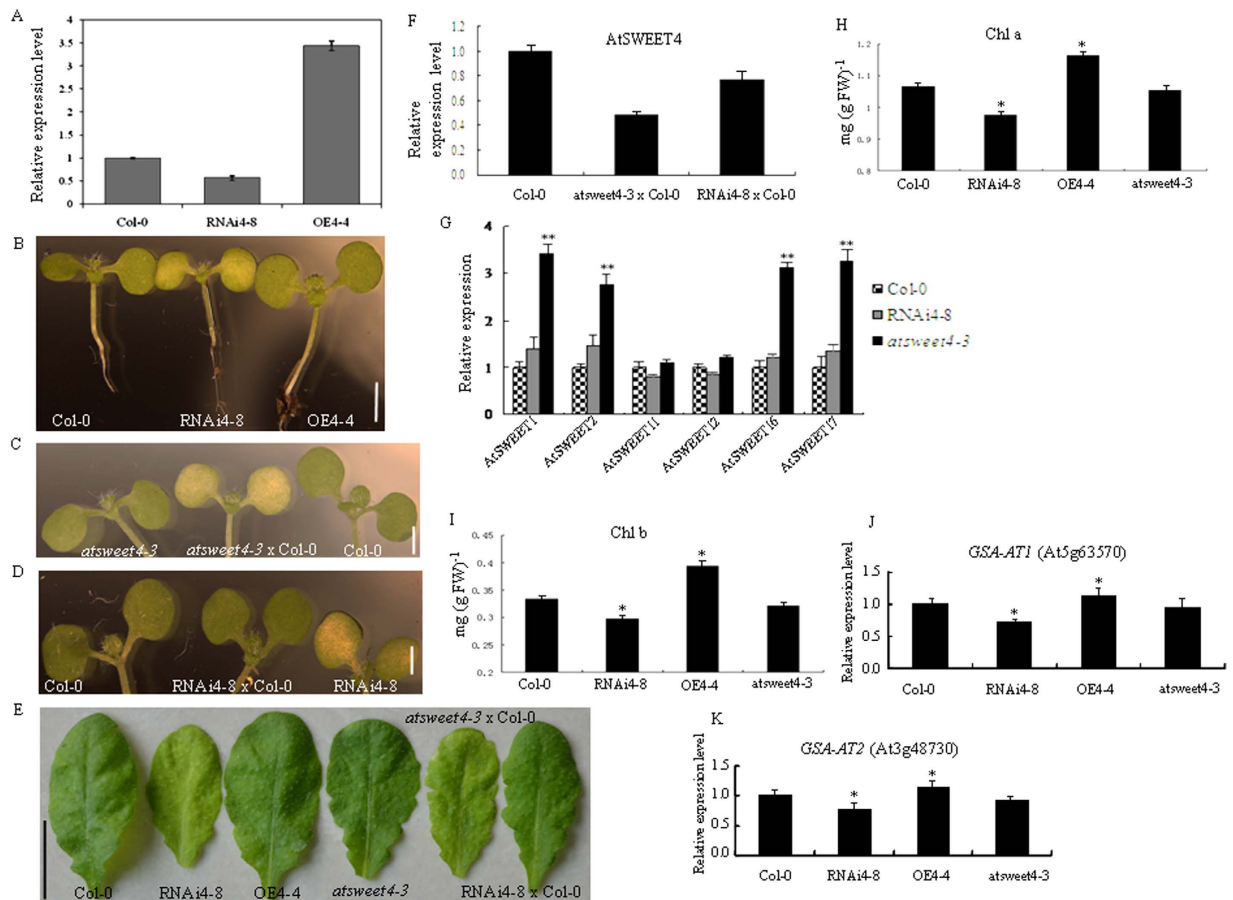 A
Relative expression level
4
3.5
3
2.5
2
1.5
1
0.5
0
Col-0 RNAi4-8 OE4-4
B
Col-0 RNAi4-8 OE4-4
C
atsweet4-3 atsweet4-3 x Col-0 Col-0
D
Col-0 RNAi4-8 x Col-0 RNAi4-8
E
atsweet4-3 x Col-0
Col-0 RNAi4-8 OE4-4 atsweet4-3 RNAi4-8 x Col-0
F
AtSWEET4
Relative
expression level
1.2
1.0
0.8
0.6
0.4
0.2
0.0
Col-0 atsweet4-3 x Col-0 RNAi4-8 x Col-0
G
Relative expression
4
3
2
1
0
** ** ** **
AtSWEET1 AtSWEET2 AtSWEET11 AtSWEET12 AtSWEET16 AtSWEET17
Col-0
RNAi4-8
atsweet4-3
H
Chl a
mg (g FW)-1
1.2
1.1
1
0.9
0.8
* *
Col-0 RNAi4-8 OE4-4 atsweet4-3
I
Chl b
mg (g FW)-1
0.45
0.4
0.35
0.3
0.25
0.2
* *
Col-0 RNAi4-8 OE4-4 atsweet4-3
J
GSA-AT1 (At5g63570)
Relative expression level
1.5
1.0
0.5
0.0
* *
Col-0 RNAi4-8 OE4-4 atsweet4-3
K
GSA-AT2 (At3g48730)
Relative expression level
1.5
1.0
0.5
0.0
* *
Col-0 RNAi4-8 OE4-4 atsweet4-3